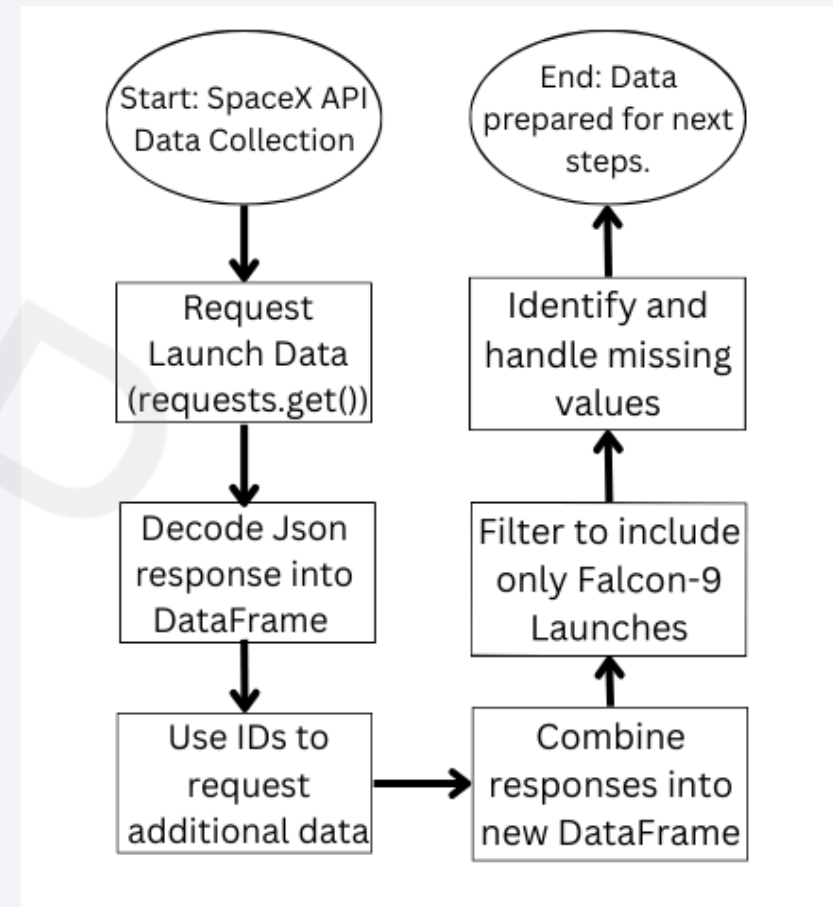 Start: SpaceX API
Data Collection
Request
Launch Data
(requests.get())
Decode Json
response into
DataFrame
Use IDs to
request
additional data
Combine
responses into
new DataFrame
Filter to include
only Falcon-9
Launches
Identify and
handle missing
values
End: Data
prepared for next
steps.